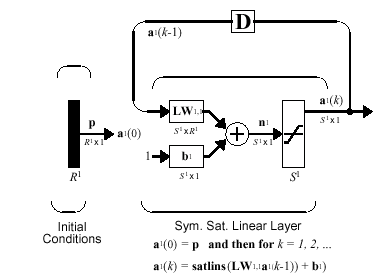 D
a¹(k-1)
p
R¹x1
a¹(0)
R¹
LW¹,¹
S¹xR¹
1
b¹
S¹x1
n¹
S¹x1
S¹
a¹(k)
S¹x1
Initial
Conditions
Sym. Sat. Linear Layer
a¹(0) = p and then for k = 1, 2, ...
a¹(k) = satlins(LW¹,¹a¹(k-1)) + b¹)